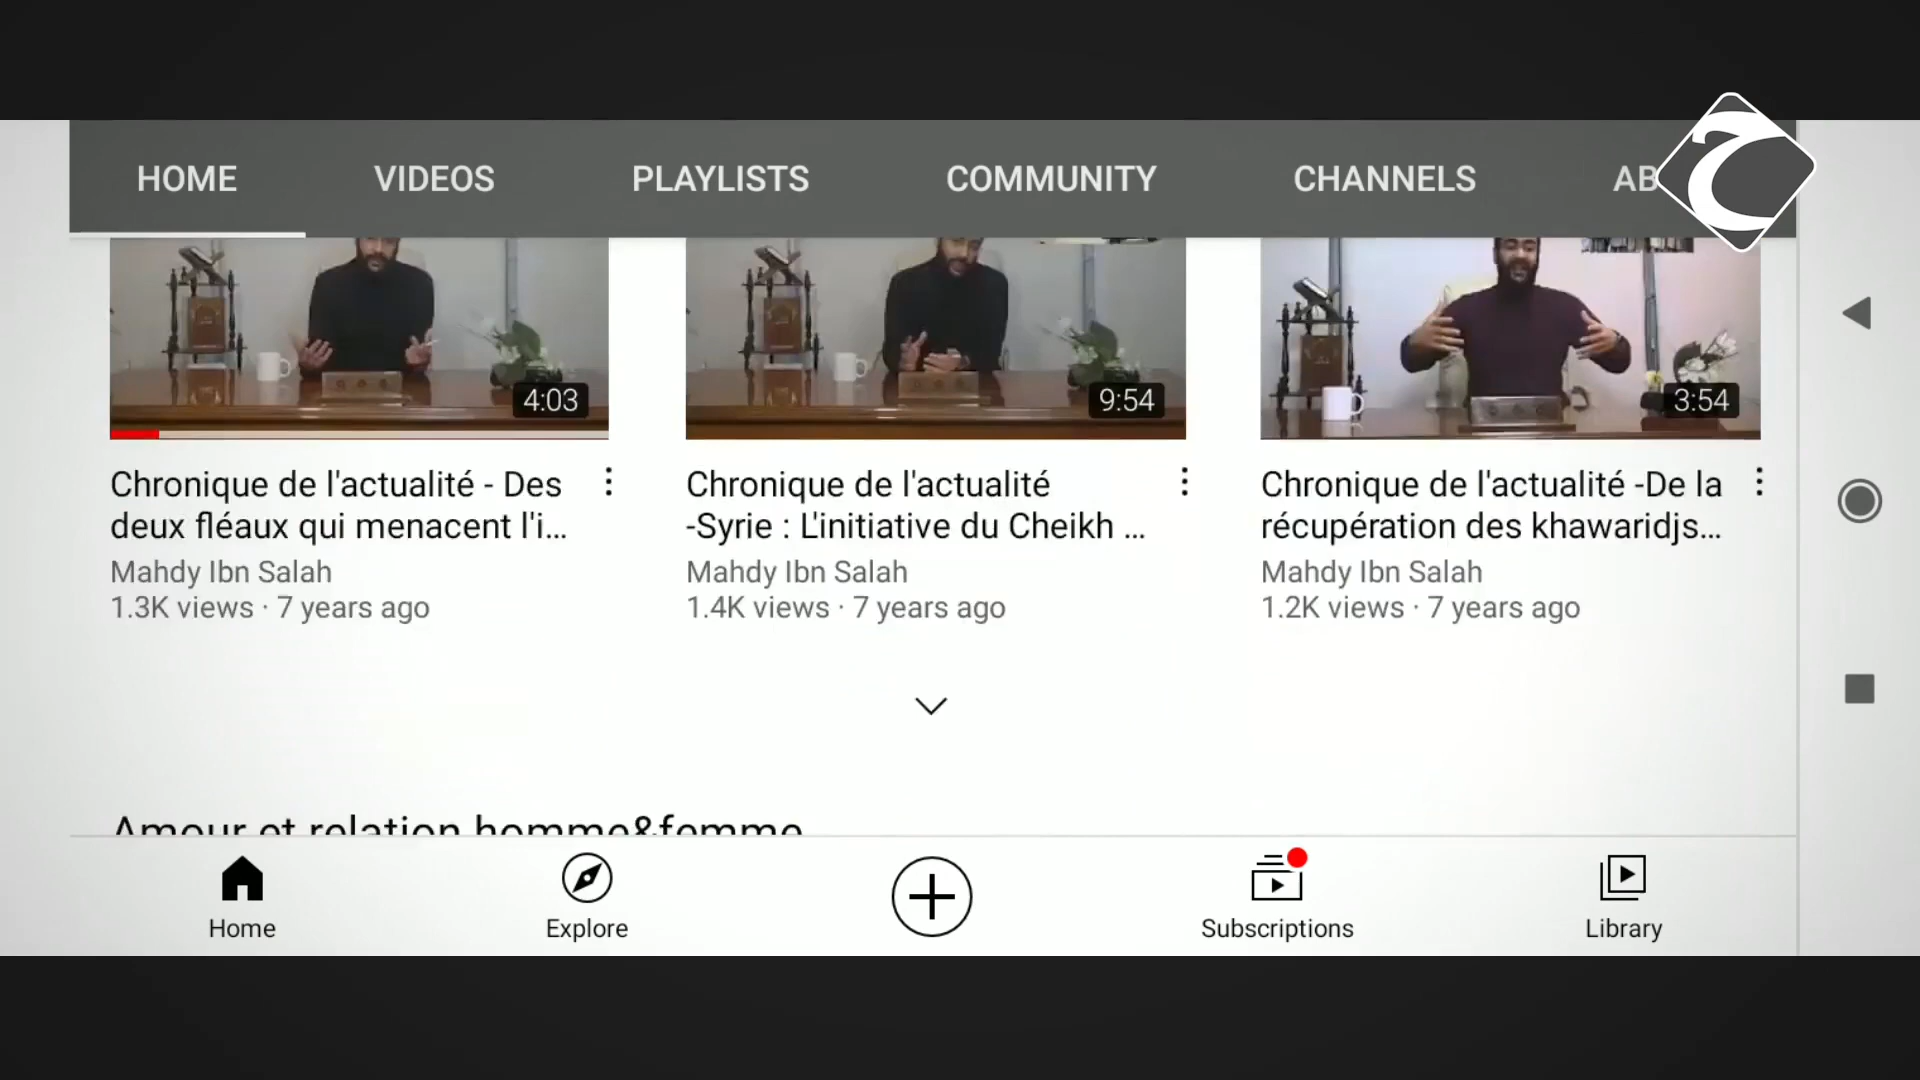 HOME VIDEOS PLAYLISTS COMMUNITY CHANNELS AB
4:03 9:54 3:54
Chronique de l'actualité - Des
deux fléaux qui menacent l'i...
Mahdy Ibn Salah
1.3K views · 7 years ago
Chronique de l'actualité
-Syrie : L'initiative du Cheikh ...
Mahdy Ibn Salah
1.4K views · 7 years ago
Chronique de l'actualité -De la
récupération des khawaridjs...
Mahdy Ibn Salah
1.2K views · 7 years ago
Amour et relation homme&femme
Home Explore Subscriptions Library